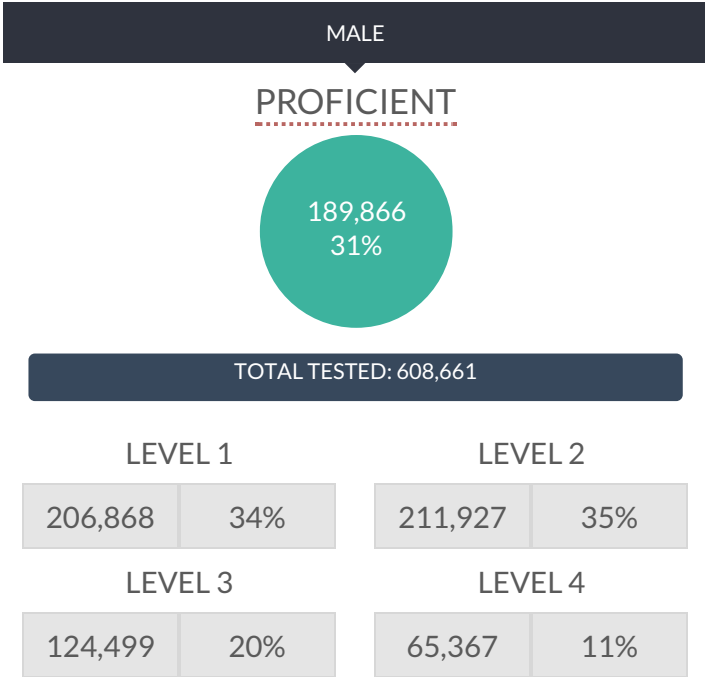 MALE
PROFICIENT
189,866
31%
TOTAL TESTED: 608,661
LEVEL 1 LEVEL 2
206,868 34% 211,927 35%
LEVEL 3 LEVEL 4
124,499 20% 65,367 11%